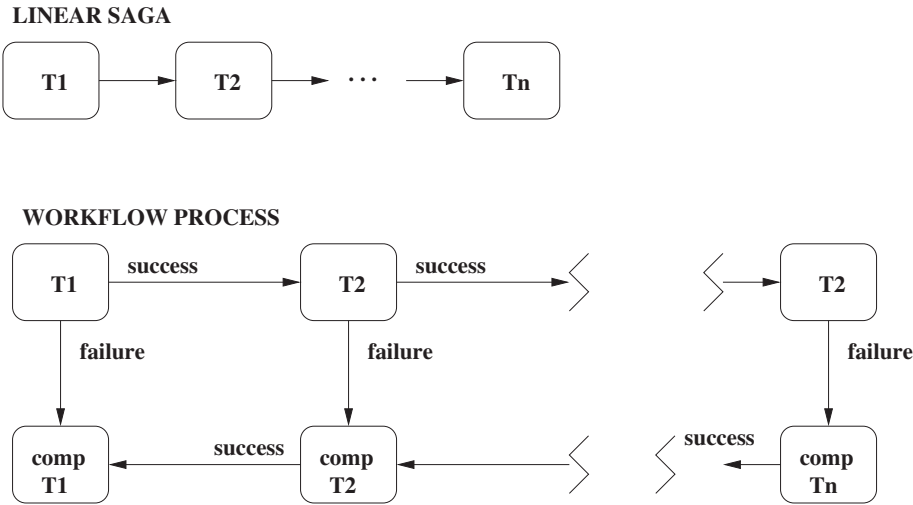 LINEAR SAGA
T1
T2
...
Tn
WORKFLOW PROCESS
T1
success
T2
success
T2
failure
failure
failure
comp
T1
success
comp
T2
success
comp
Tn